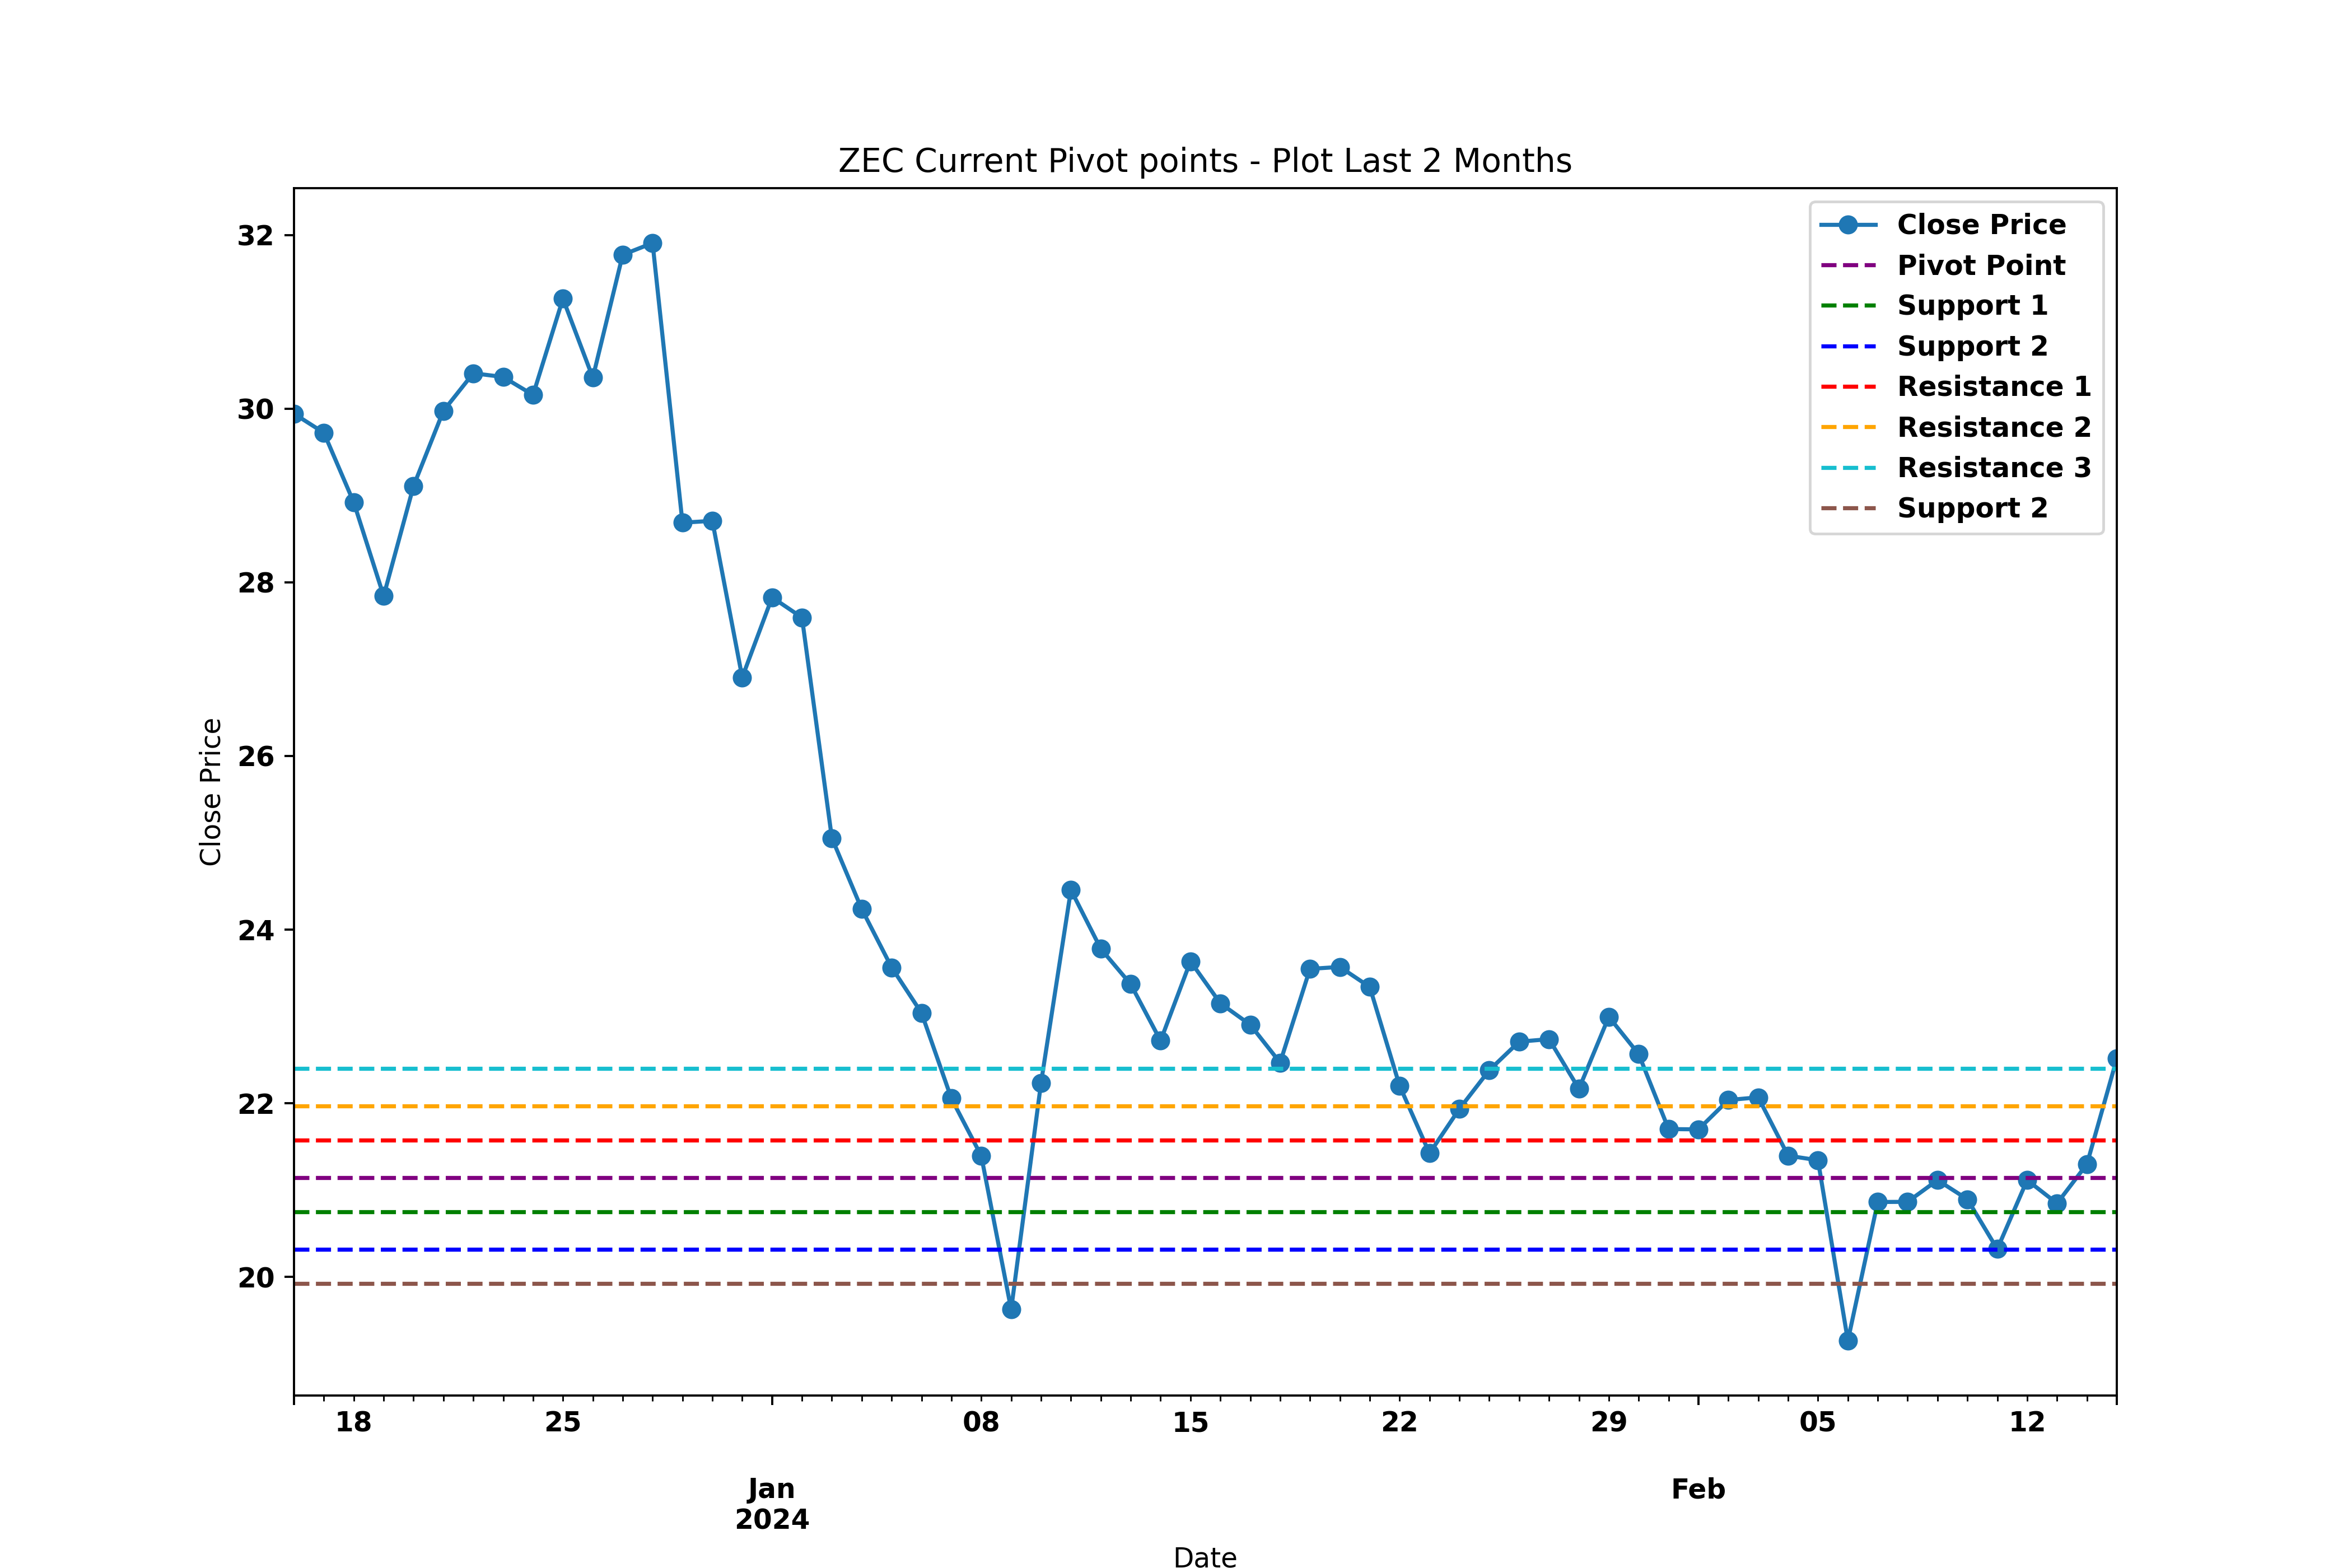 ZEC Current Pivot points - Plot Last 2 Months
Close Price
Pivot Point
Support 1
Support 2
Resistance 1
Resistance 2
Resistance 3
Support 2
32
30
28
26
24
22
20
Close Price
18
25
08
15
22
29
05
12
Jan
2024
Feb
Date